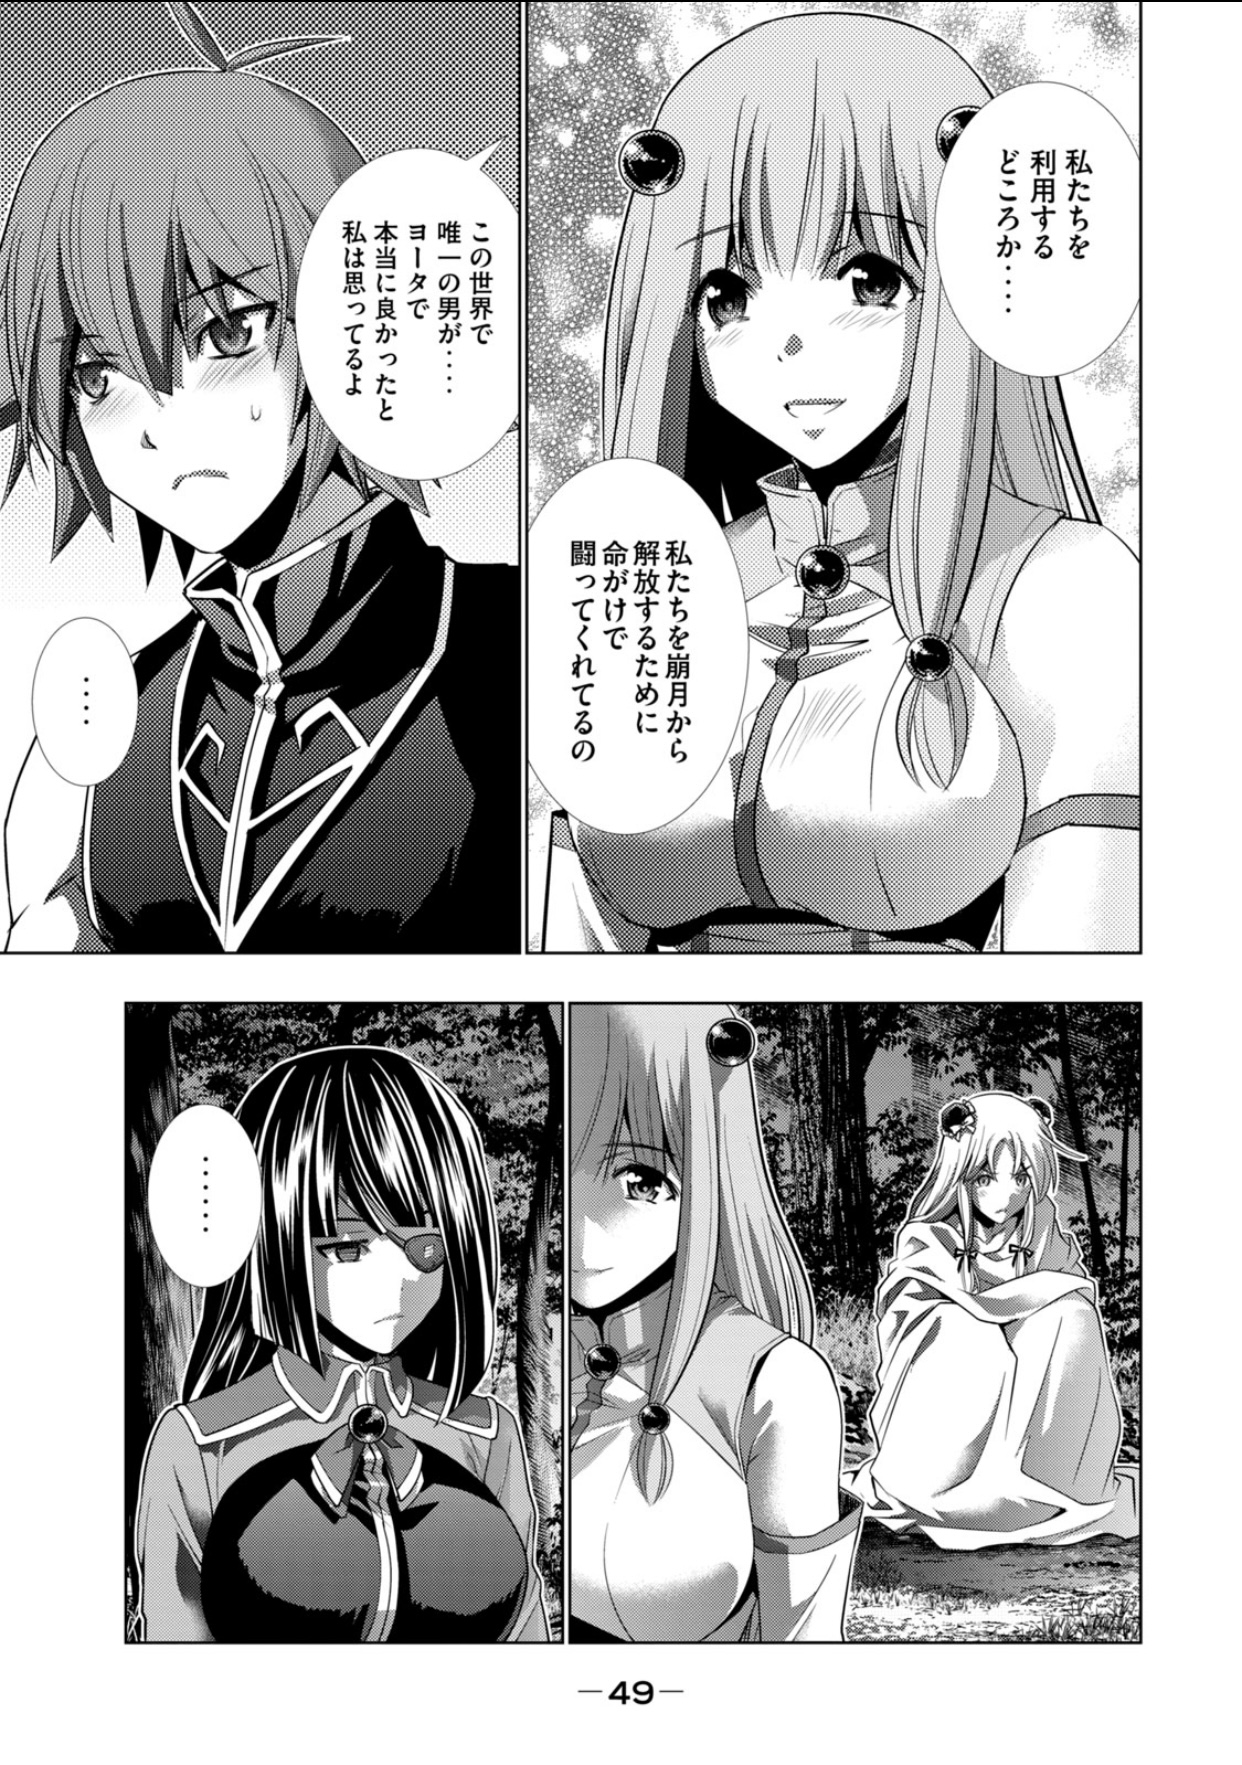 私たちを
利用する
どころか‥‥
私たちを崩月から
解放するために
命がけで
闘ってくれてるの
この世界で
唯一の男が‥‥
ヨータで
本当に良かったと
私は思ってるよ
‥‥
‥‥‥
—49—